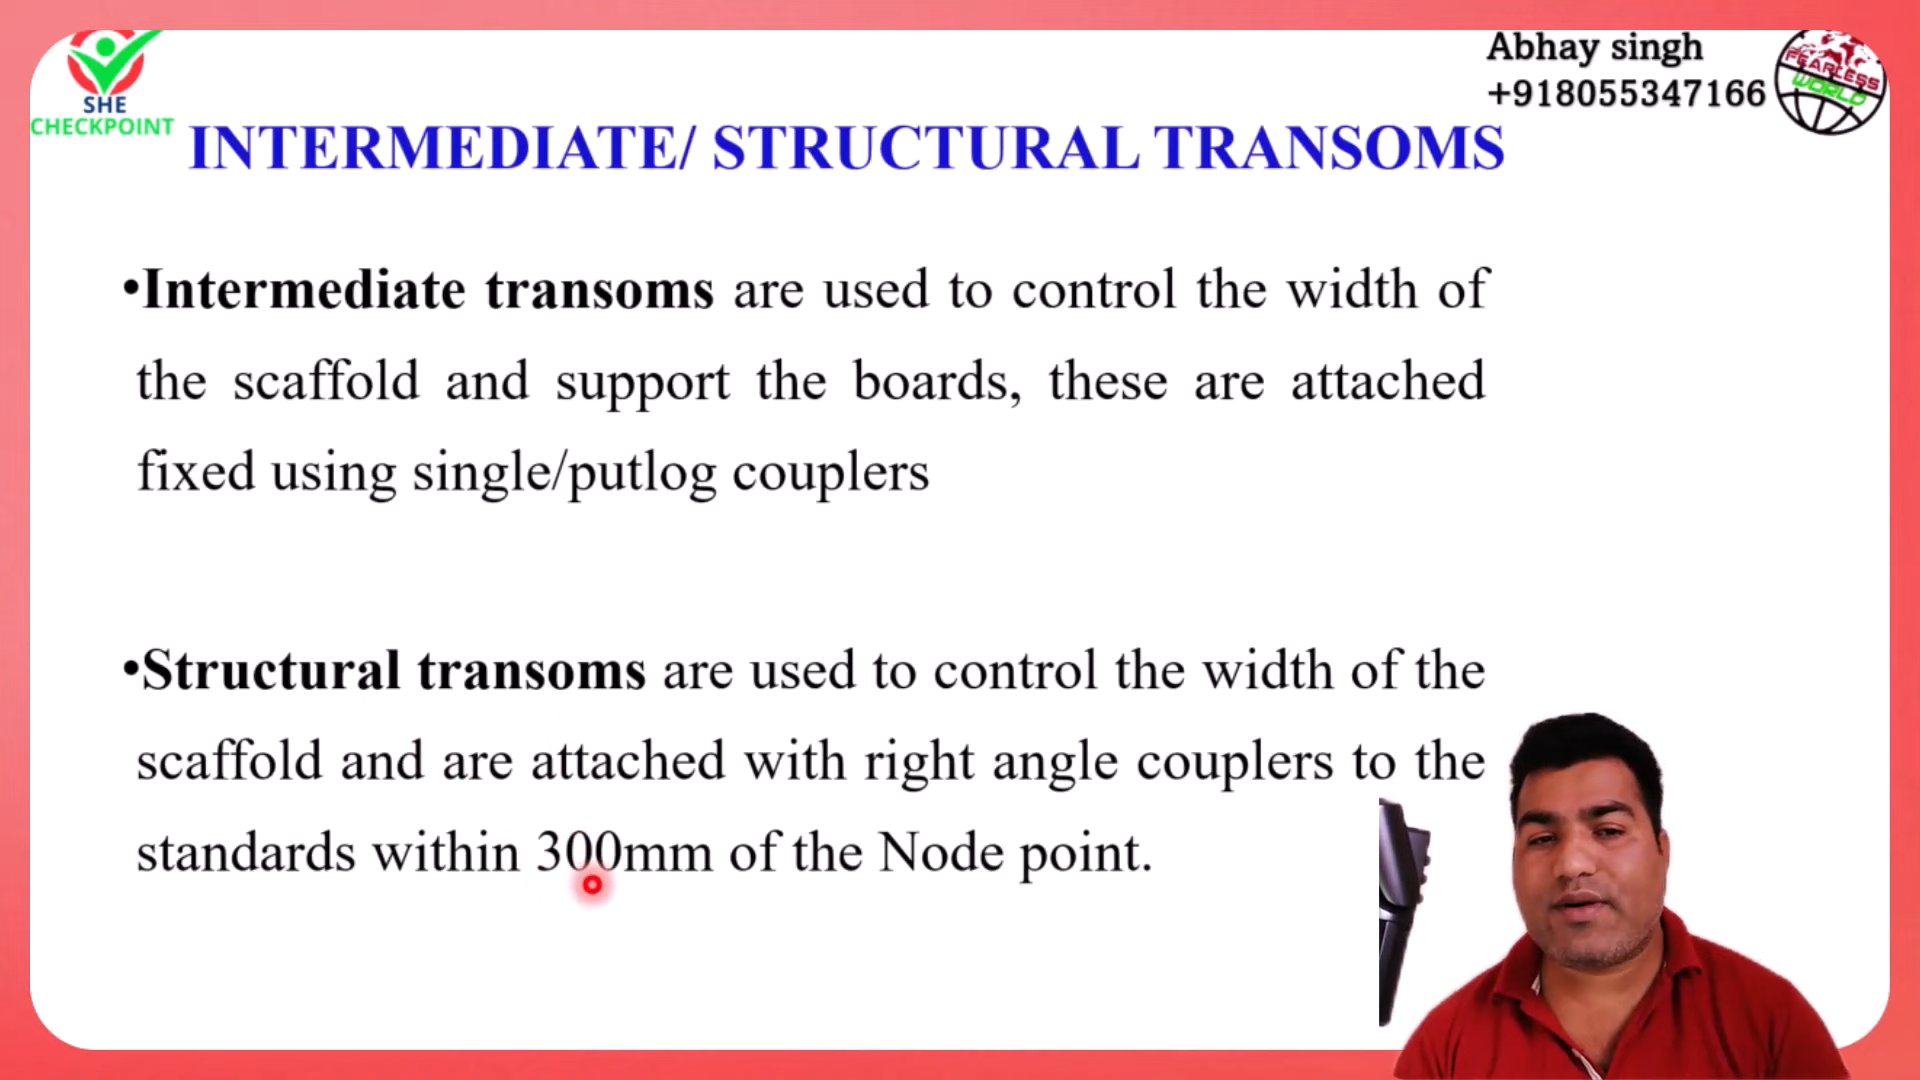 SHE
CHECKPOINT
Abhay singh
+918055347166
FEARLESS
WORLD
INTERMEDIATE/ STRUCTURAL TRANSOMS
•Intermediate transoms are used to control the width of
the scaffold and support the boards, these are attached
fixed using single/putlog couplers
•Structural transoms are used to control the width of the
scaffold and are attached with right angle couplers to the
standards within 300mm of the Node point.